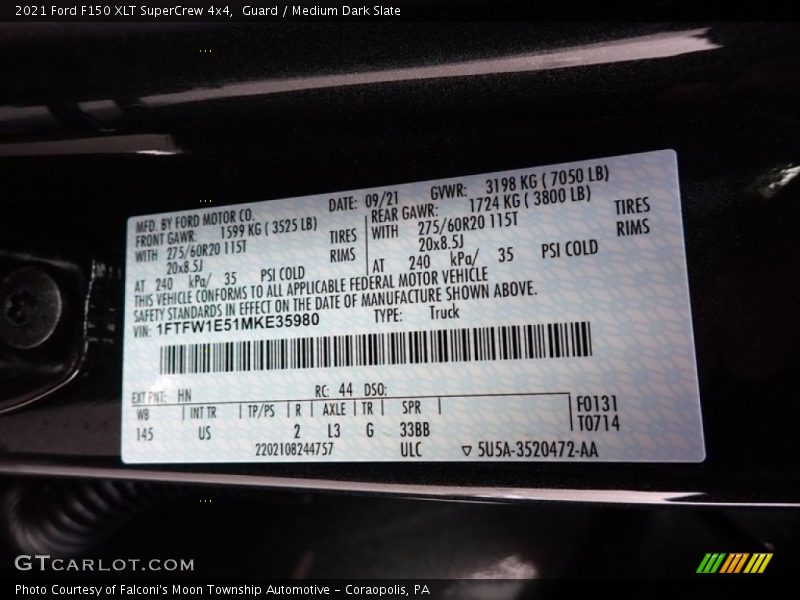 2021 Ford F150 XLT SuperCrew 4x4, Guard / Medium Dark Slate
MFD. BY FORD MOTOR CO. DATE: 09/21 GVWR: 3198 KG ( 7050 LB)
FRONT GAWR: 1599 KG ( 3525 LB) REAR GAWR: 1724 KG ( 3800 LB)
WITH 275/60R20 115T TIRES WITH 275/60R20 115T TIRES
20x8.5J RIMS 20x8.5J RIMS
AT 240 kPa/ 35 PSI COLD AT 240 kPa/ 35 PSI COLD
THIS VEHICLE CONFORMS TO ALL APPLICABLE FEDERAL MOTOR VEHICLE
SAFETY STANDARDS IN EFFECT ON THE DATE OF MANUFACTURE SHOWN ABOVE.
VIN: 1FTFW1E51MKE35980 TYPE: Truck
EXT PNT: HN RC: 44 DSO:
WB INT TR TP/PS R AXLE TR SPR F0131
145 US 2 L3 G 33BB T0714
2202108244757 ULC 5U5A-3520472-AA
GTCARLOT.COM
Photo Courtesy of Falconi's Moon Township Automotive - Coraopolis, PA